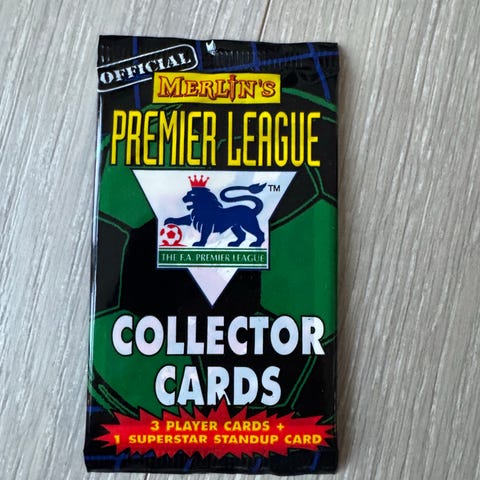 OFFICIAL
MERLIN'S
PREMIER LEAGUE
TM
THE F.A. PREMIER LEAGUE
COLLECTOR
CARDS
3 PLAYER CARDS +
1 SUPERSTAR STANDUP CARD